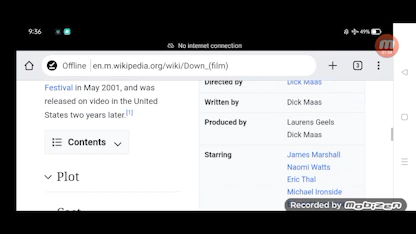 9:36
49%
No internet connection
Offline
en.m.wikipedia.org/wiki/Down_(film)
3
Festival in May 2001, and was
released on video in the United
States two years later.[1]
Contents
Plot
Directed by
Dick Maas
Written by
Dick Maas
Produced by
Laurens Geels
Dick Maas
Starring
James Marshall
Naomi Watts
Eric Thal
Michael Ironside
Recorded by
Mobizen